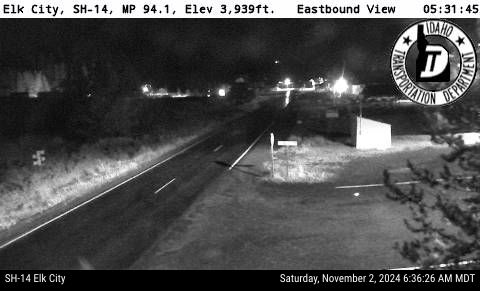 Elk City, SH-14, MP 94.1, Elev 3,939ft. Eastbound View 05:31:45
IDAHO
TRANSPORTATION DEPARTMENT
SH-14 Elk City Saturday, November 2, 2024 6:36:26 AM MDT